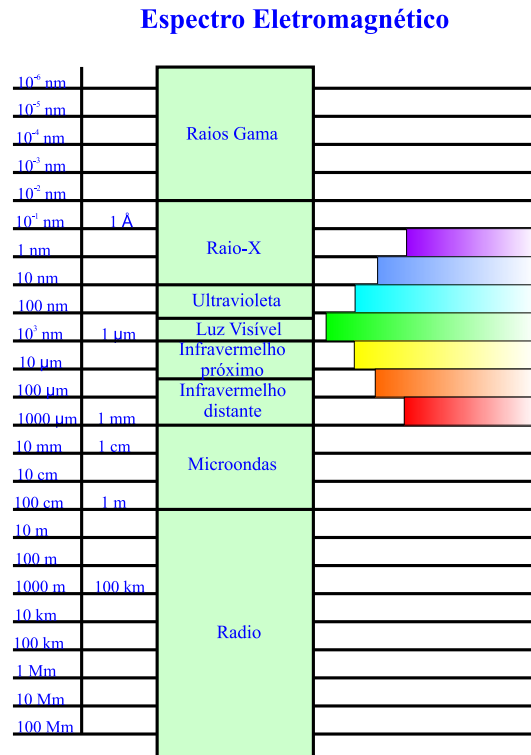 Espectro Eletromagnético
10⁻⁶ nm
10⁻⁵ nm
10⁻⁴ nm
Raios Gama
10⁻³ nm
10⁻² nm
10⁻¹ nm 1 Å
1 nm
Raio-X
10 nm
100 nm
Ultravioleta
10³ nm 1 µm
Luz Visível
10 µm
Infravermelho
próximo
100 µm
Infravermelho
distante
1000 µm 1 mm
10 mm 1 cm
Microondas
10 cm
100 cm 1 m
10 m
100 m
1000 m 100 km
10 km
Radio
100 km
1 Mm
10 Mm
100 Mm